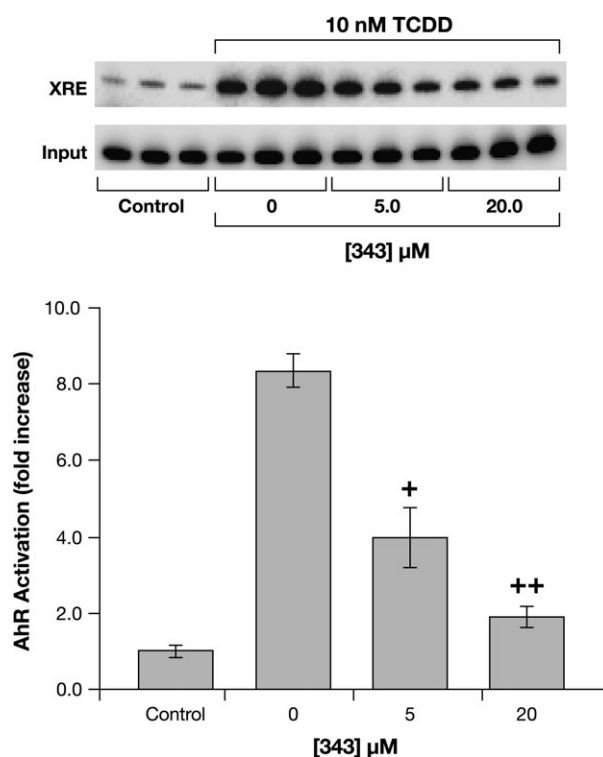 10 nM TCDD
XRE
Input
Control 0 5.0 20.0
[343] µM
AhR Activation (fold increase)
10.0
8.0
6.0
4.0
2.0
0.0
+
++
Control 0 5 20
[343] µM